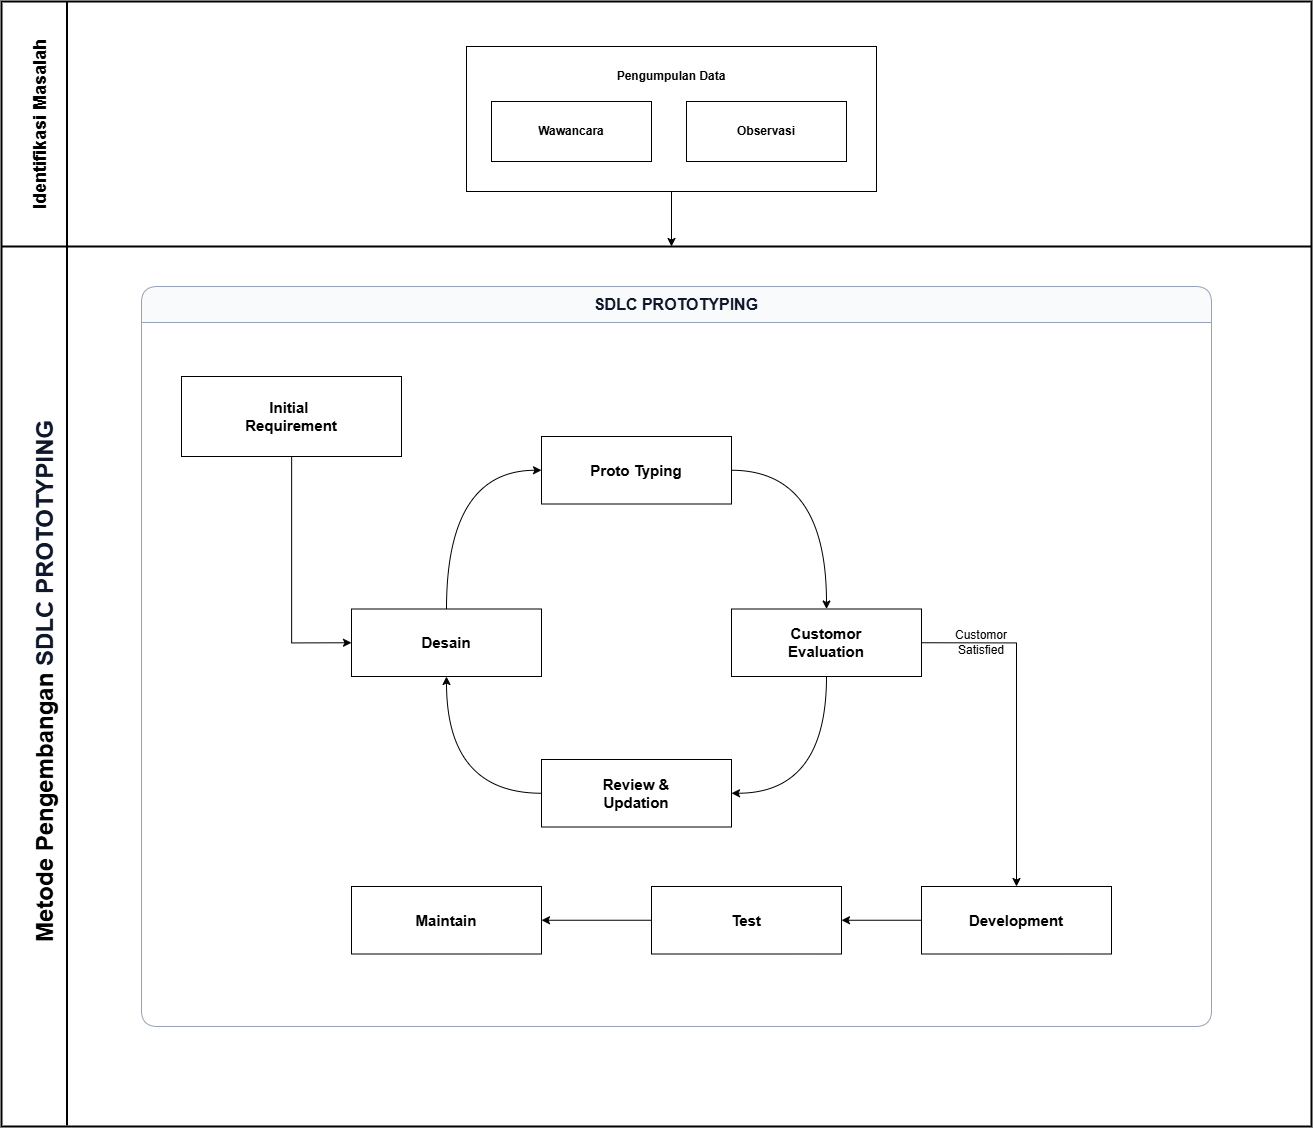 Identifikasi Masalah
Pengumpulan Data
Wawancara
Observasi
Metode Pengembangan SDLC PROTOTYPING
SDLC PROTOTYPING
Initial
Requirement
Proto Typing
Desain
Customor
Evaluation
Customor
Satisfied
Review &
Updation
Maintain
Test
Development